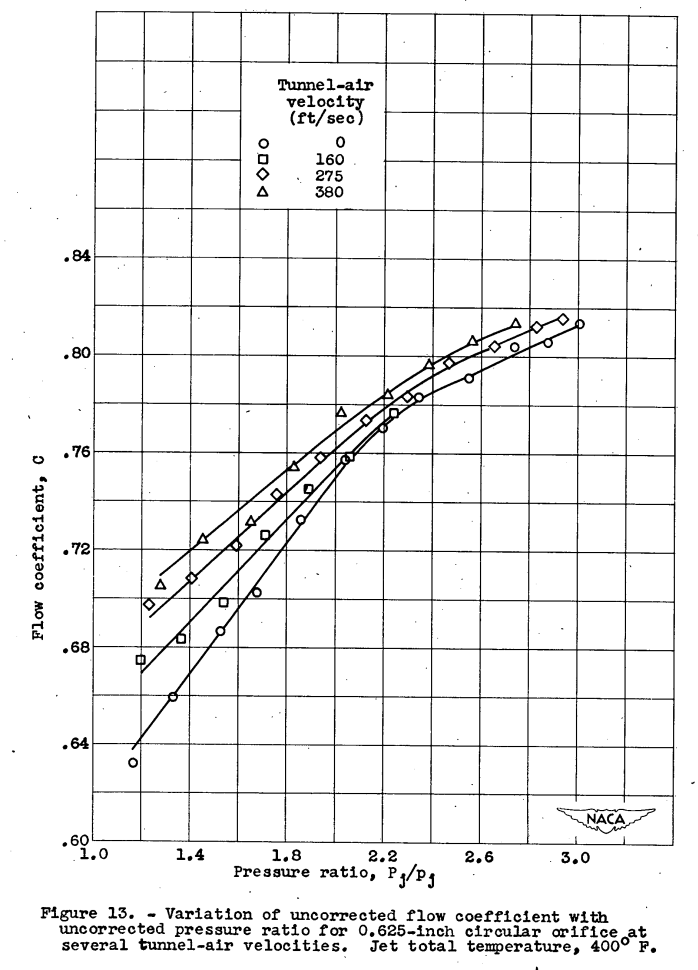 Tunnel-air
velocity
(ft/sec)
0
160
275
380
.84
.80
.76
.72
.68
.64
.60
Flow coefficient, C
1.0 1.4 1.8 2.2 2.6 3.0
Pressure ratio, Pj/pj
NACA
Figure 13. - Variation of uncorrected flow coefficient with
uncorrected pressure ratio for 0.625-inch circular orifice at
several tunnel-air velocities. Jet total temperature, 400° F.